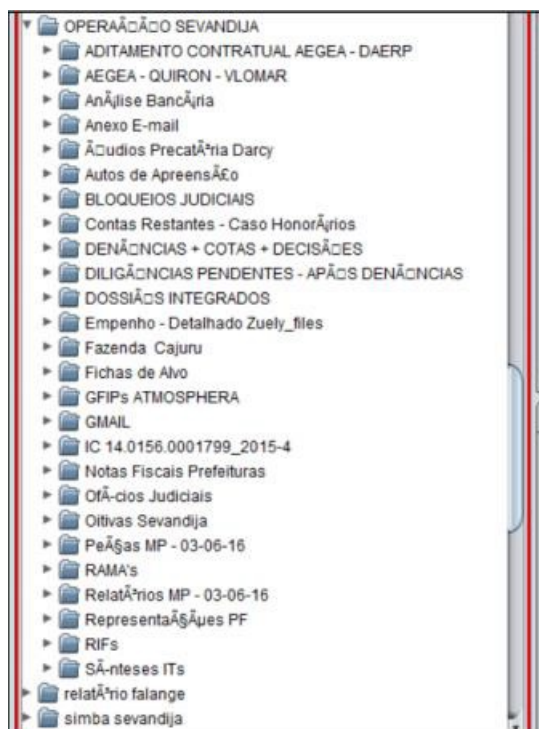 OPERAÃ□Ã□O SEVANDIJA
ADITAMENTO CONTRATUAL AEGEA - DAERP
AEGEA - QUIRON - VLOMAR
AnÃ¡lise BancÃ¡ria
Anexo E-mail
Ã□udios PrecatÃ³ria Darcy
Autos de ApreensÃ£o
BLOQUEIOS JUDICIAIS
Contas Restantes - Caso HonorÃ¡rios
DENÃ□NCIAS + COTAS + DECISÃ□ES
DILIGÃ□NCIAS PENDENTES - APÃ□S DENÃ□NCIAS
DOSSIÃ□S INTEGRADOS
Empenho - Detalhado Zuely_files
Fazenda  Cajuru
Fichas de Alvo
GFIPs ATMOSPHERA
GMAIL
IC 14.0156.0001799_2015-4
Notas Fiscais Prefeituras
OfÃ-cios Judiciais
Oitivas Sevandija
PeÃ§as MP - 03-06-16
RAMA's
RelatÃ³rios MP - 03-06-16
RepresentaÃ§Ãµes PF
RIFs
SÃ-nteses ITs
relatÃ³rio falange
simba sevandija